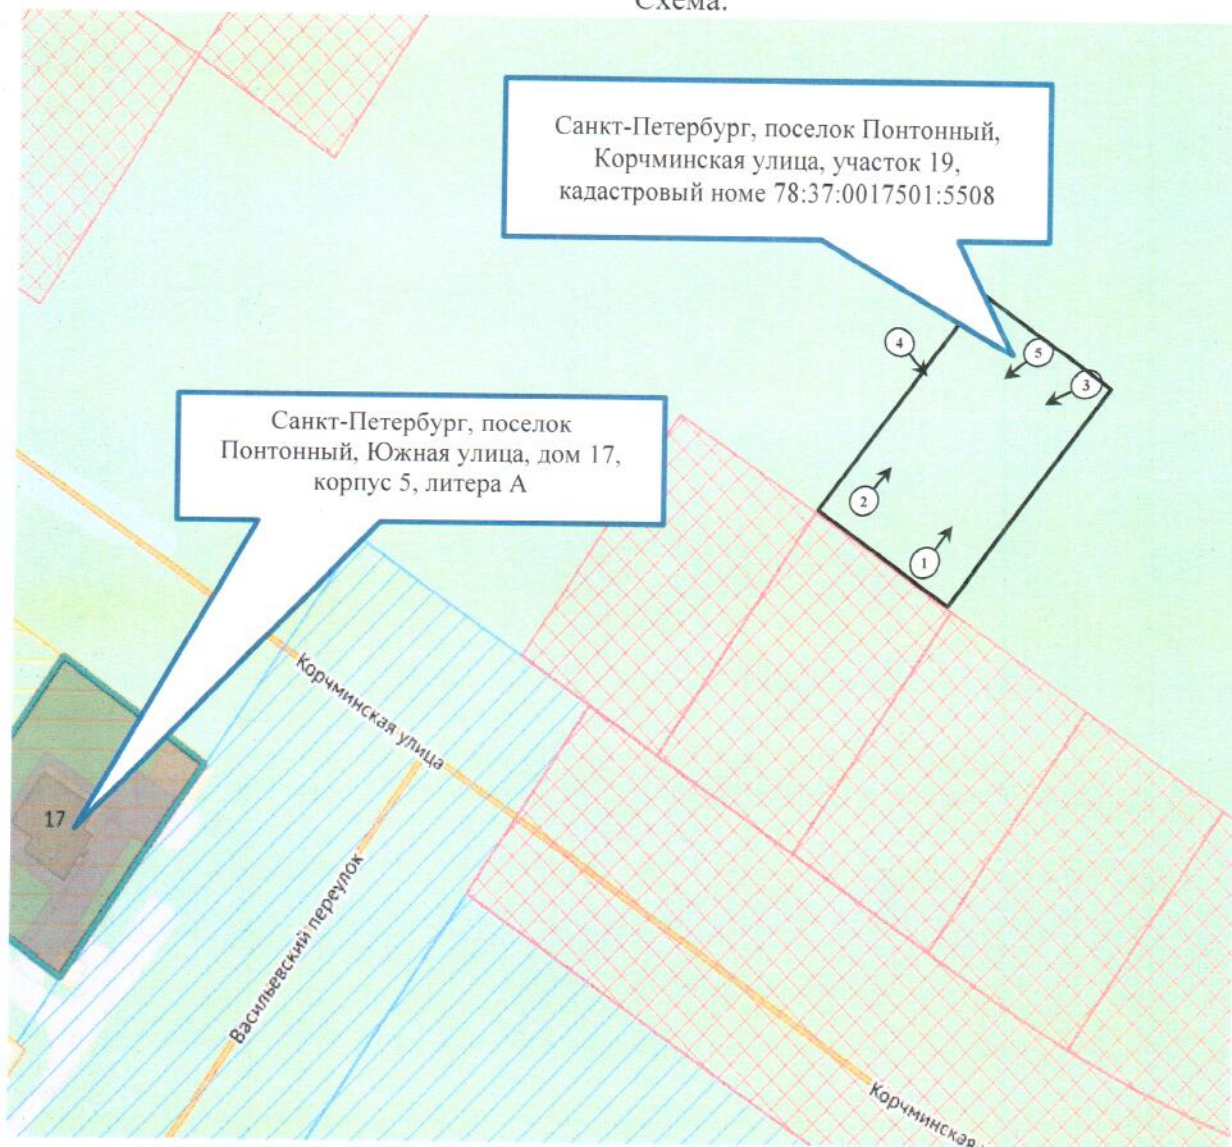 Схема.
Санкт-Петербург, поселок Понтонный,
Корчминская улица, участок 19,
кадастровый номе 78:37:0017501:5508
4
5
3
Санкт-Петербург, поселок
Понтонный, Южная улица, дом 17,
корпус 5, литера А
2
1
Корчминская улица
17
Васильевский переулок
Корчминская